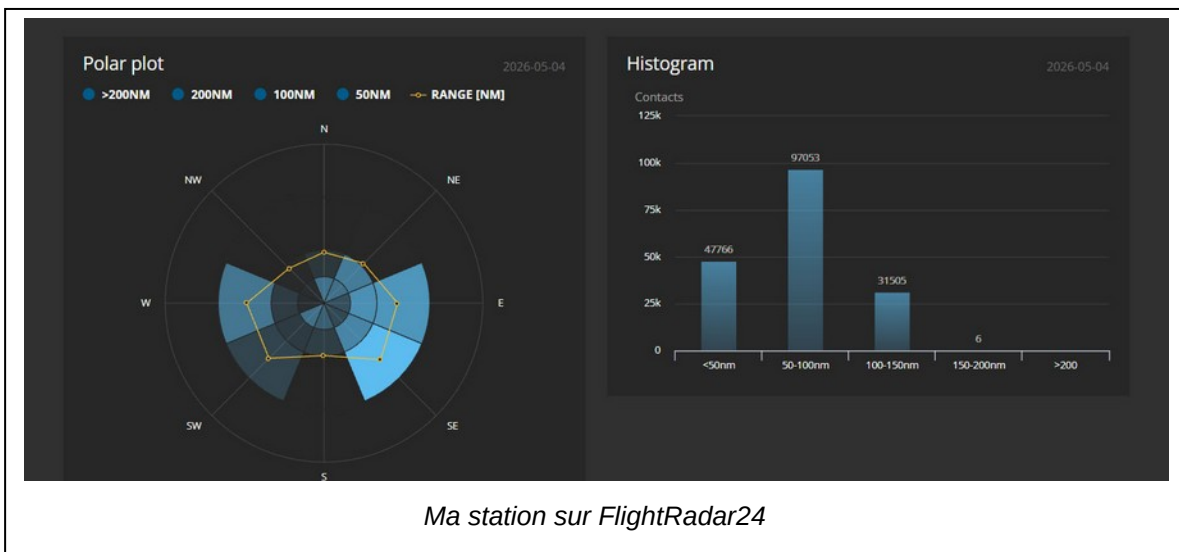 Polar plot
2026-05-04
>200NM 200NM 100NM 50NM RANGE [NM]
N
NW
NE
W
E
SW
SE
S
Histogram
2026-05-04
Contacts
125k
100k
75k
50k
25k
0
47766
97053
31505
6
<50nm
50-100nm
100-150nm
150-200nm
>200
Ma station sur FlightRadar24